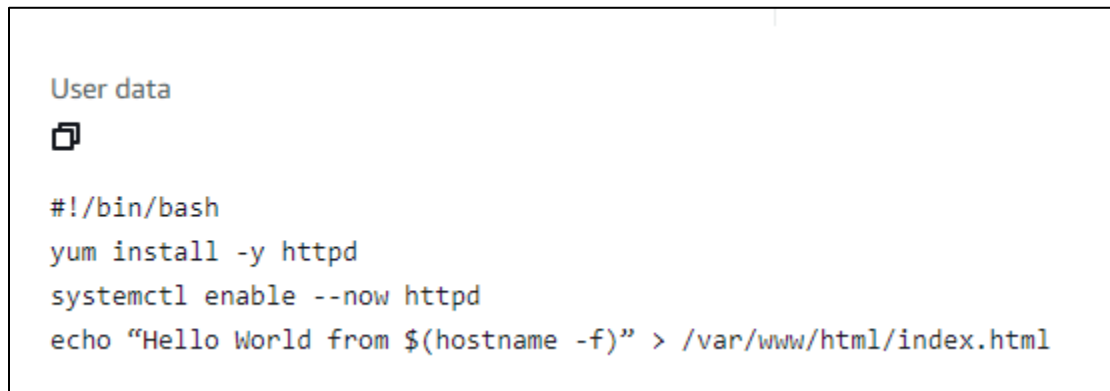 User data
#!/bin/bash
yum install -y httpd
systemctl enable --now httpd
echo “Hello World from $(hostname -f)” > /var/www/html/index.html